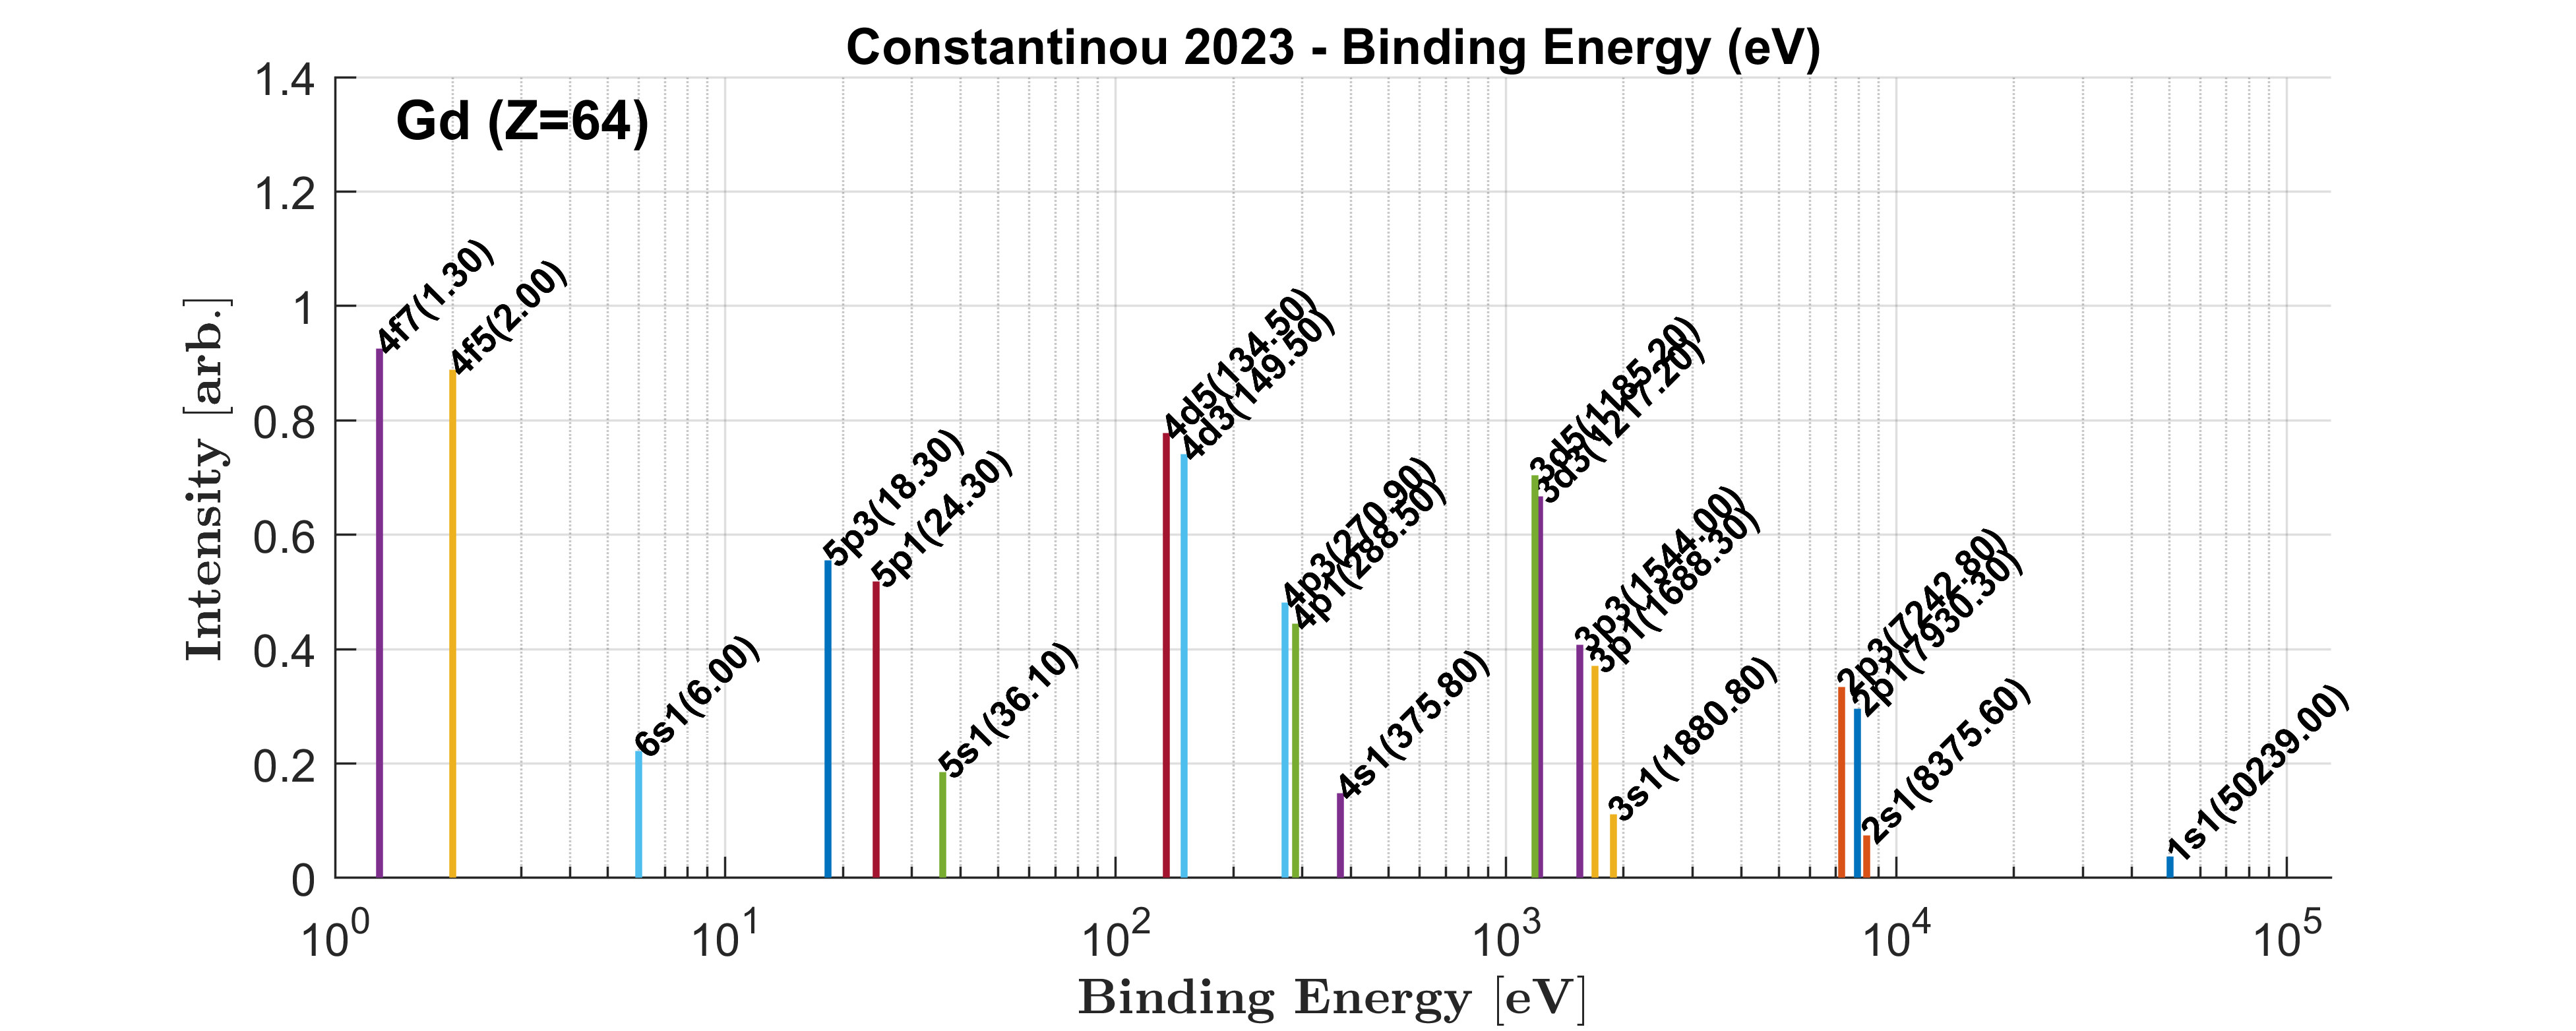 Constantinou 2023 - Binding Energy (eV)
Gd (Z=64)
Intensity [arb.]
1.4
1.2
1
0.8
0.6
0.4
0.2
0
4f7(1.30)
4f5(2.00)
6s1(6.00)
5p3(18.30)
5p1(24.30)
5s1(36.10)
4d5(134.50)
4d3(149.50)
4p3(270.90)
4p1(288.50)
4s1(375.80)
3d5(1185.20)
3d3(1217.20)
3p3(1544.00)
3p1(1688.30)
3s1(1880.80)
2p3(7242.80)
2p1(7930.30)
2s1(8375.60)
1s1(50239.00)
10^0
10^1
10^2
10^3
10^4
10^5
Binding Energy [eV]